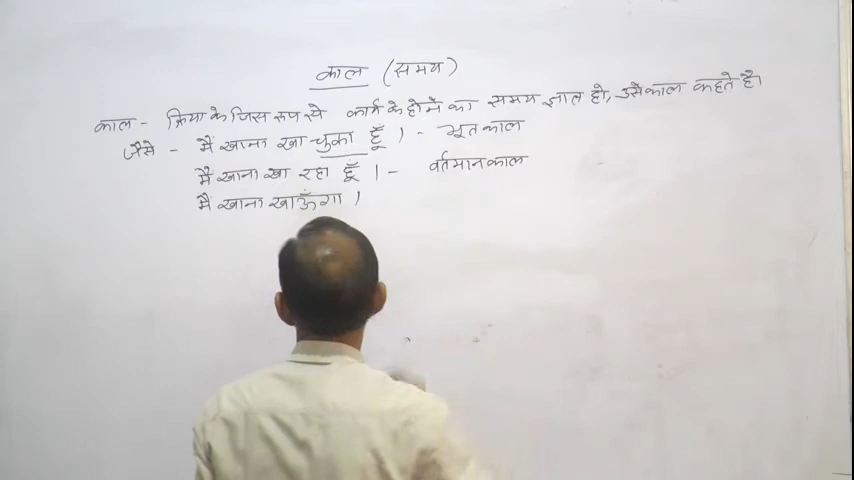 काल (समय)
काल - क्रिया के जिस रूप से कार्य के होने का समय ज्ञात हो, उसे काल कहते है।
जैसे - मैं खाना खा चुका हूँ। - भूतकाल
मैं खाना खा रहा हूँ। - वर्तमानकाल
मैं खाना खाऊँगा।